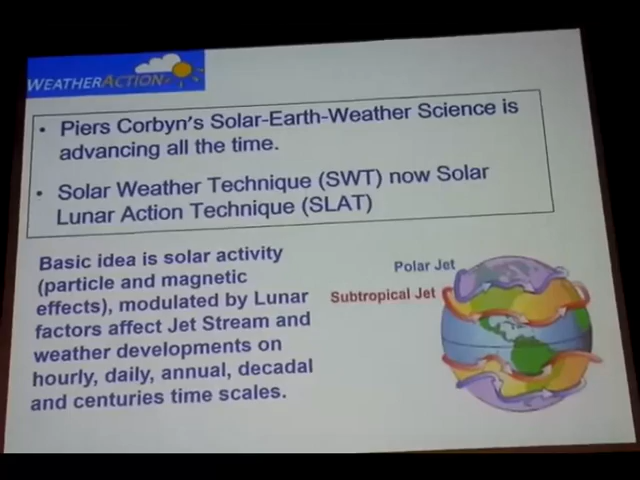 WEATHERACTION
• Piers Corbyn's Solar-Earth-Weather Science is
advancing all the time.
• Solar Weather Technique (SWT) now Solar
Lunar Action Technique (SLAT)
Basic idea is solar activity
(particle and magnetic
effects), modulated by Lunar
factors affect Jet Stream and
weather developments on
hourly, daily, annual, decadal
and centuries time scales.
Polar Jet
Subtropical Jet